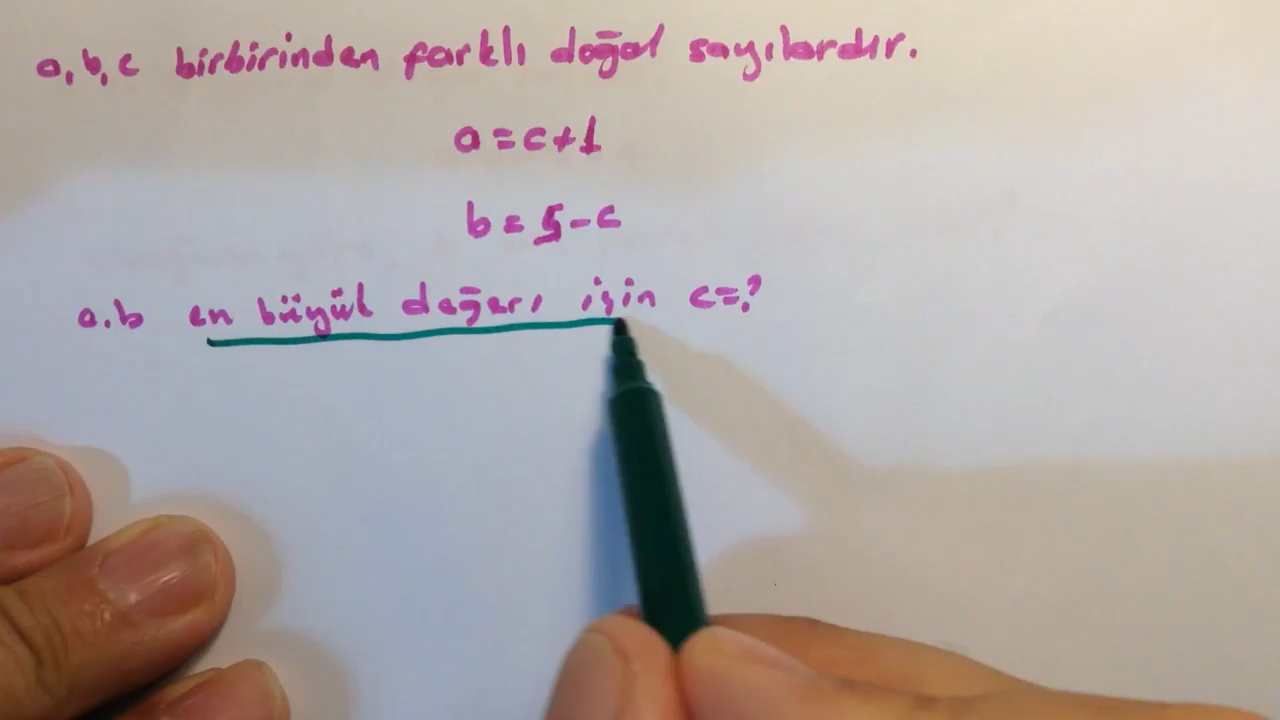 a,b,c birbirinden farklı doğal sayılardır.
a=c+1
b=5-c
a.b en büyük değeri için c=?